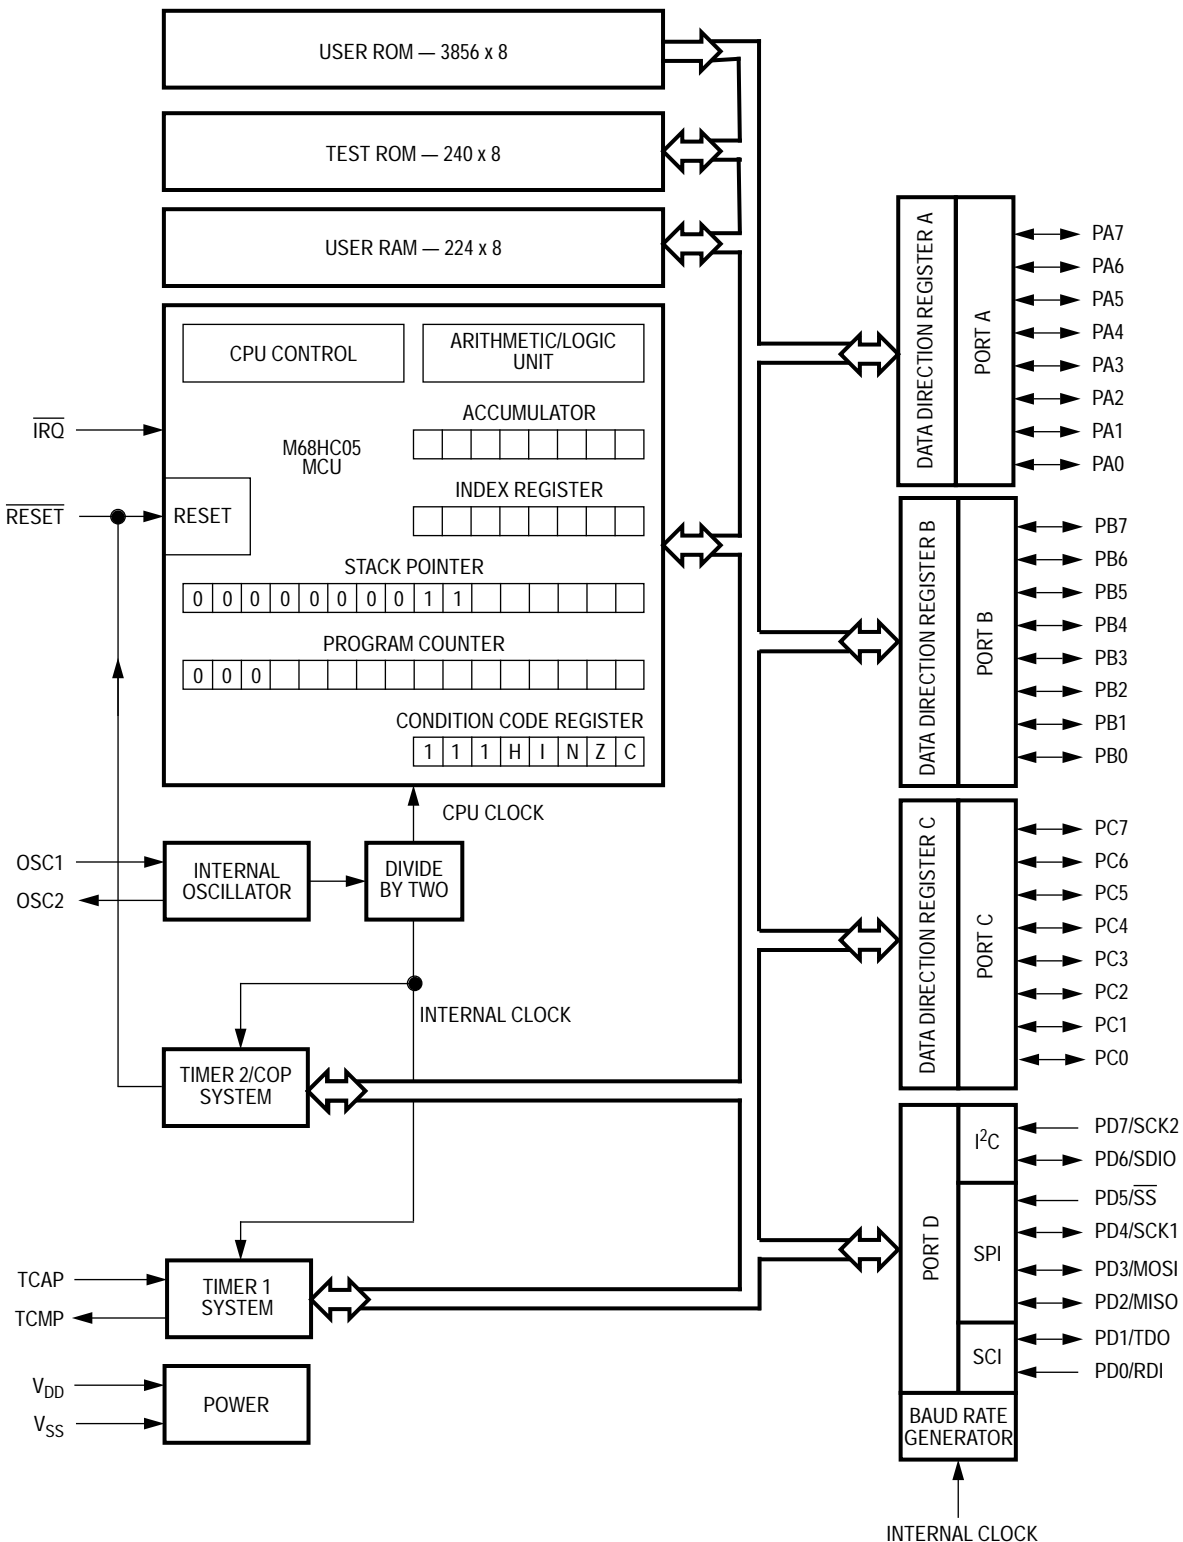 USER ROM — 3856 x 8
TEST ROM — 240 x 8
USER RAM — 224 x 8
CPU CONTROL
ARITHMETIC/LOGIC
UNIT
ACCUMULATOR
M68HC05
MCU
INDEX REGISTER
IRQ
RESET
RESET
STACK POINTER
0 0 0 0 0 0 0 0 1 1
PROGRAM COUNTER
0 0 0
CONDITION CODE REGISTER
1 1 1 H I N Z C
CPU CLOCK
OSC1
OSC2
INTERNAL
OSCILLATOR
DIVIDE
BY TWO
INTERNAL CLOCK
TIMER 2/COP
SYSTEM
TCAP
TCMP
TIMER 1
SYSTEM
VDD
VSS
POWER
DATA DIRECTION REGISTER A
PORT A
PA7
PA6
PA5
PA4
PA3
PA2
PA1
PA0
DATA DIRECTION REGISTER B
PORT B
PB7
PB6
PB5
PB4
PB3
PB2
PB1
PB0
DATA DIRECTION REGISTER C
PORT C
PC7
PC6
PC5
PC4
PC3
PC2
PC1
PC0
PORT D
I²C
SPI
SCI
PD7/SCK2
PD6/SDIO
PD5/SS
PD4/SCK1
PD3/MOSI
PD2/MISO
PD1/TDO
PD0/RDI
BAUD RATE
GENERATOR
INTERNAL CLOCK